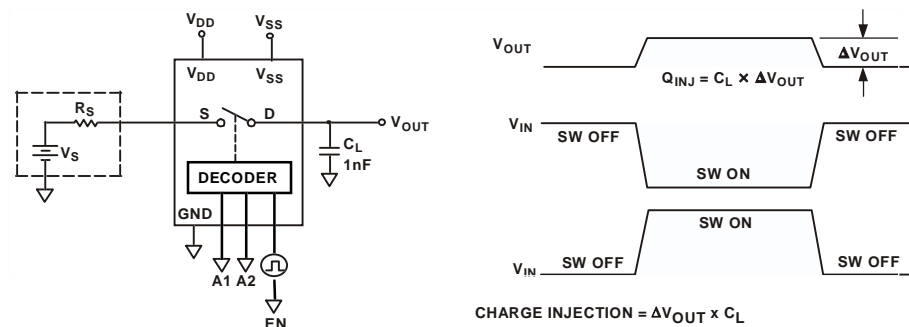 VDD
VSS
VDD
VSS
RS
S
D
VOUT
VS
CL
1nF
DECODER
GND
A1
A2
EN
VOUT
ΔVOUT
QINJ = CL × ΔVOUT
VIN
SW OFF
SW OFF
SW ON
SW ON
VIN
SW OFF
SW OFF
CHARGE INJECTION = ΔVOUT x CL